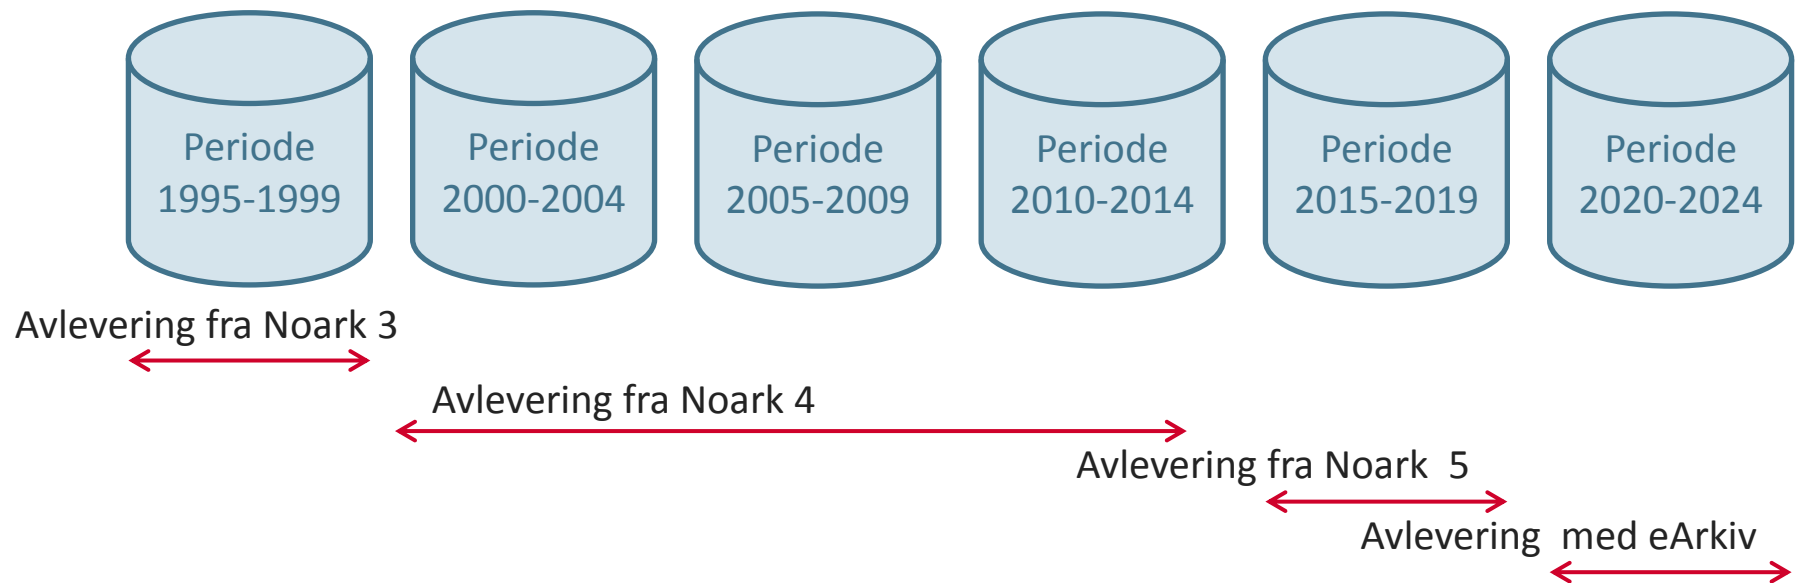 Periode
1995-1999
Periode
2000-2004
Periode
2005-2009
Periode
2010-2014
Periode
2015-2019
Periode
2020-2024
Avlevering fra Noark 3
Avlevering fra Noark 4
Avlevering fra Noark  5
Avlevering  med eArkiv